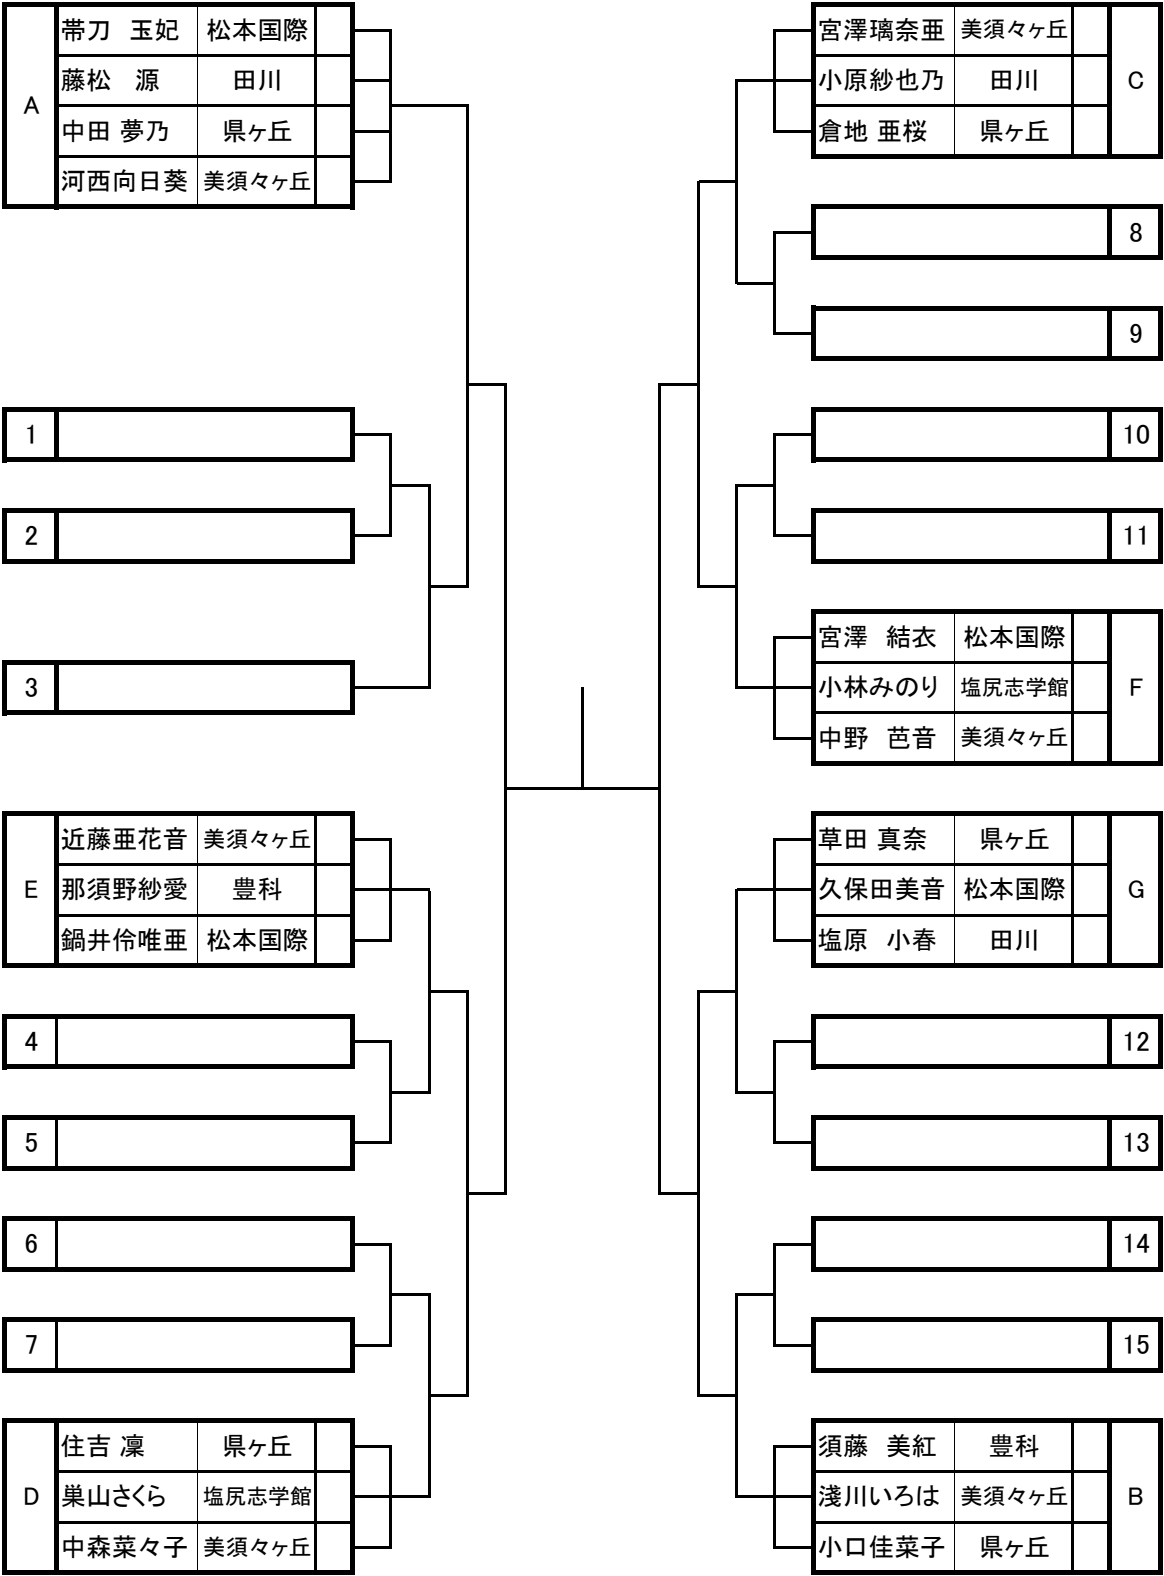 A
帯刀　玉妃 松本国際
藤松　源 田川
中田 夢乃 県ヶ丘
河西向日葵 美須々ヶ丘
1
2
3
E
近藤亜花音 美須々ヶ丘
那須野紗愛 豊科
鍋井伶唯亜 松本国際
4
5
6
7
D
住吉 凜 県ヶ丘
巣山さくら 塩尻志学館
中森菜々子 美須々ヶ丘
宮澤璃奈亜 美須々ヶ丘
小原紗也乃 田川
倉地 亜桜 県ヶ丘
C
8
9
10
11
宮澤　結衣 松本国際
小林みのり 塩尻志学館
中野　芭音 美須々ヶ丘
F
草田 真奈 県ヶ丘
久保田美音 松本国際
塩原　小春 田川
G
12
13
14
15
須藤　美紅 豊科
淺川いろは 美須々ヶ丘
小口佳菜子 県ヶ丘
B